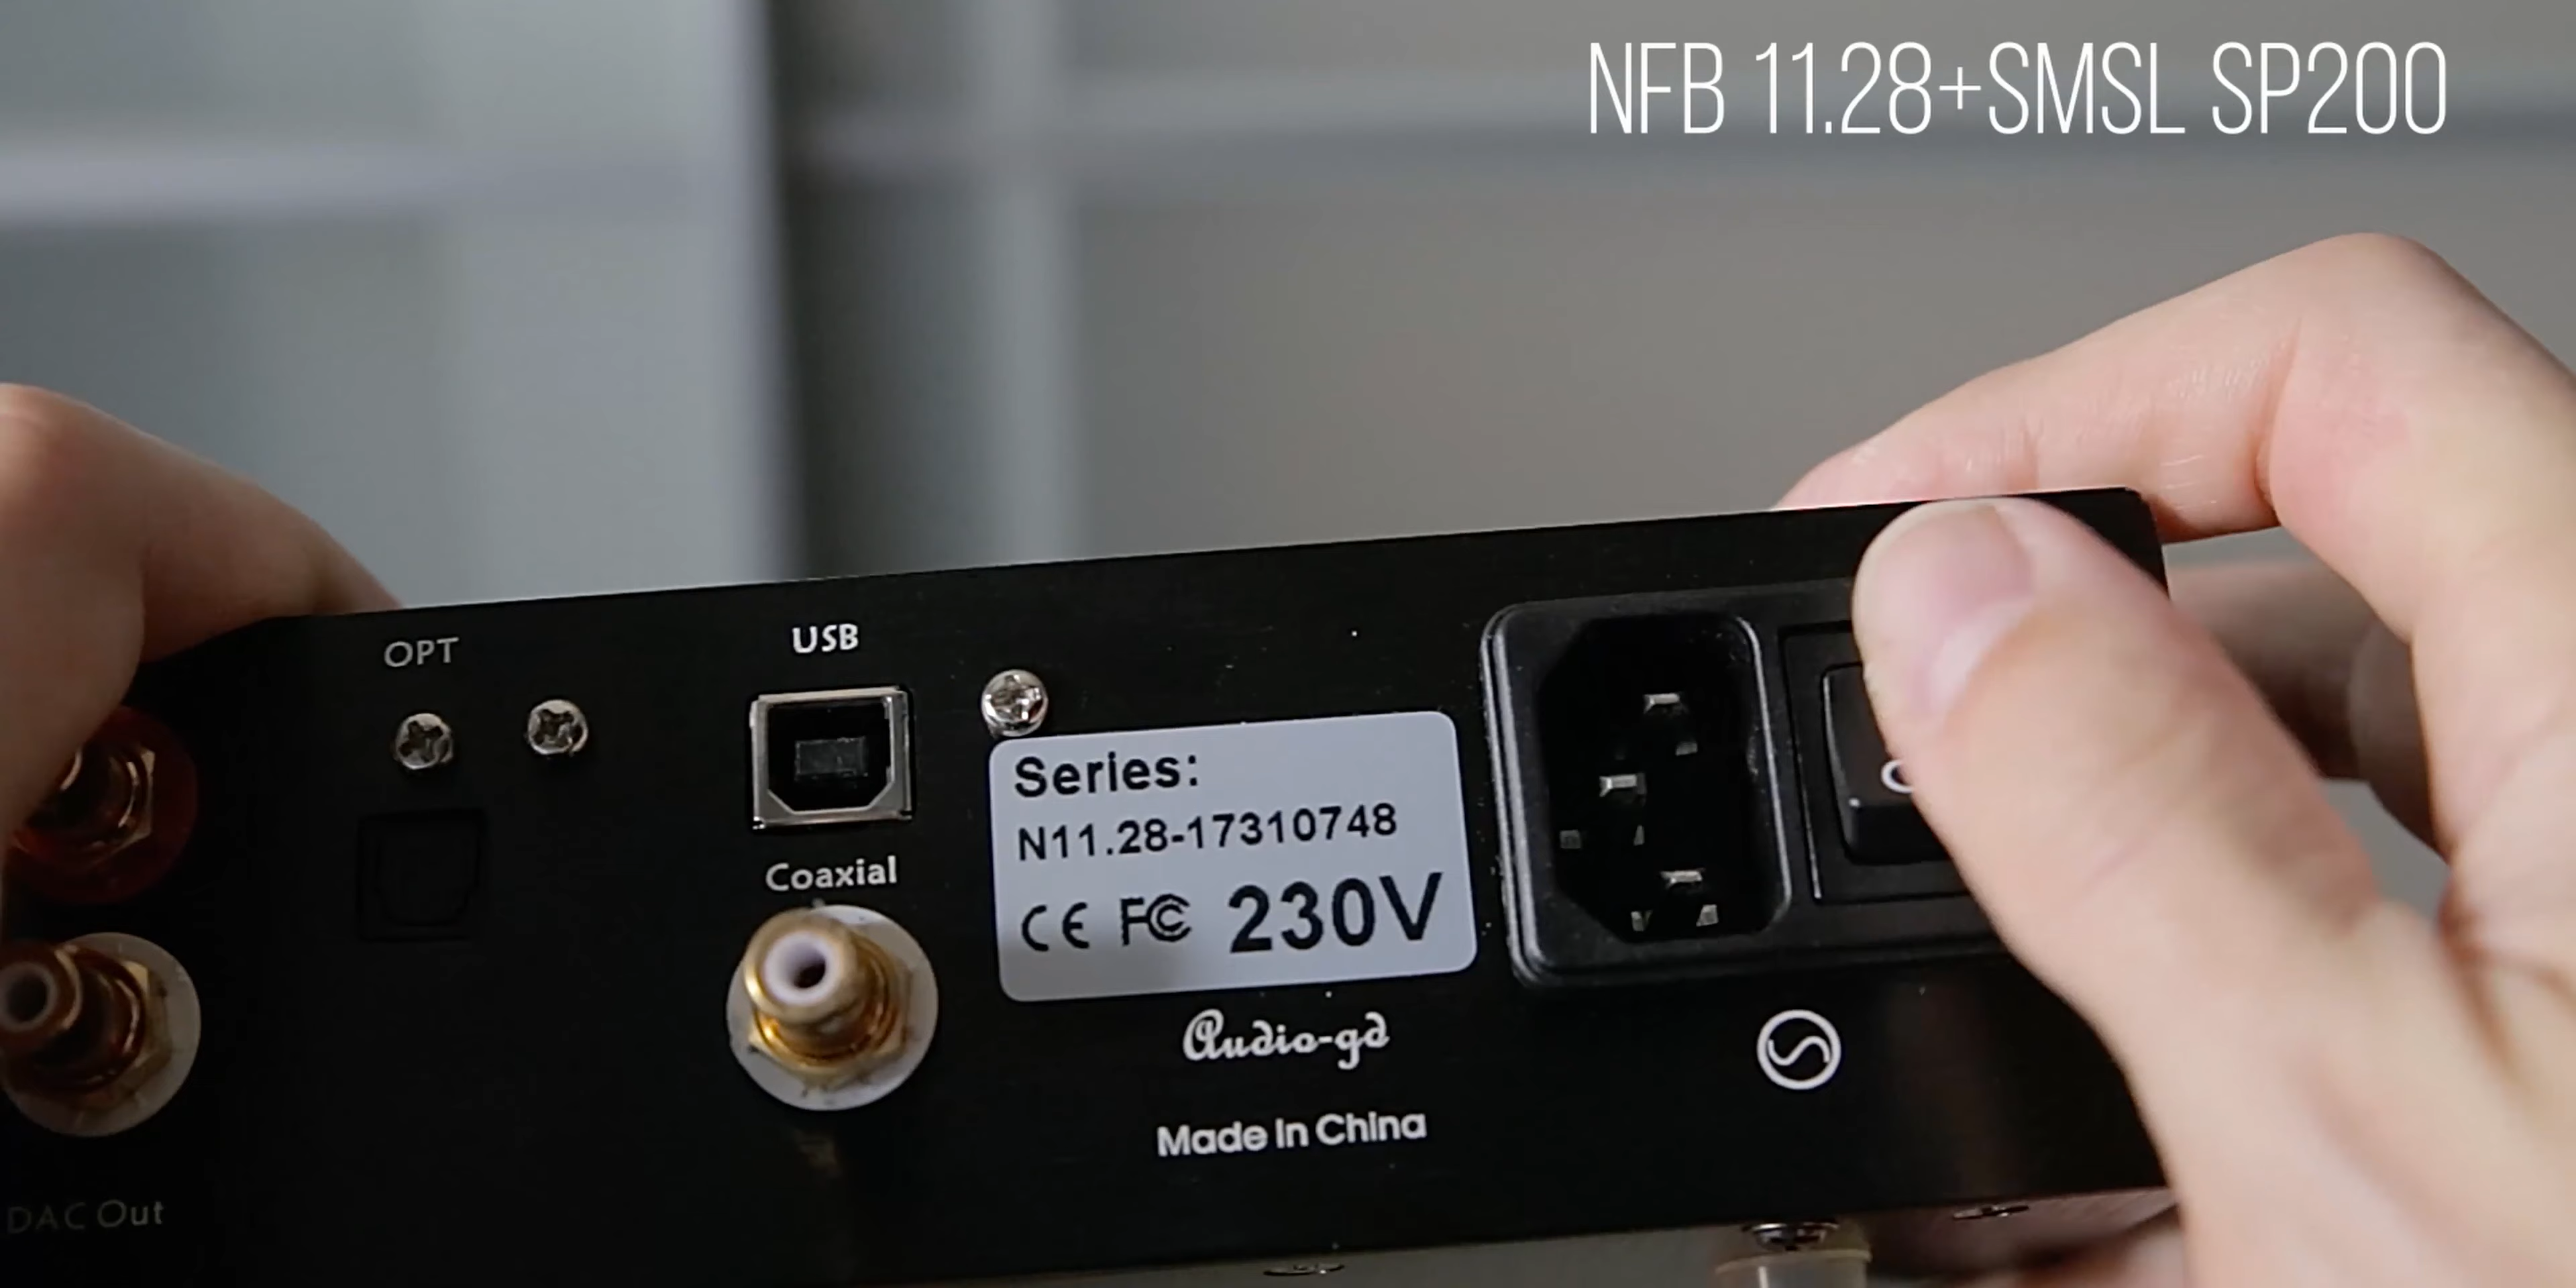 NFB 11.28+SMSL SP200
OPT
USB
Series:
N11.28-17310748
Coaxial
CE FC 230V
Audio-gd
Made In China
DAC Out